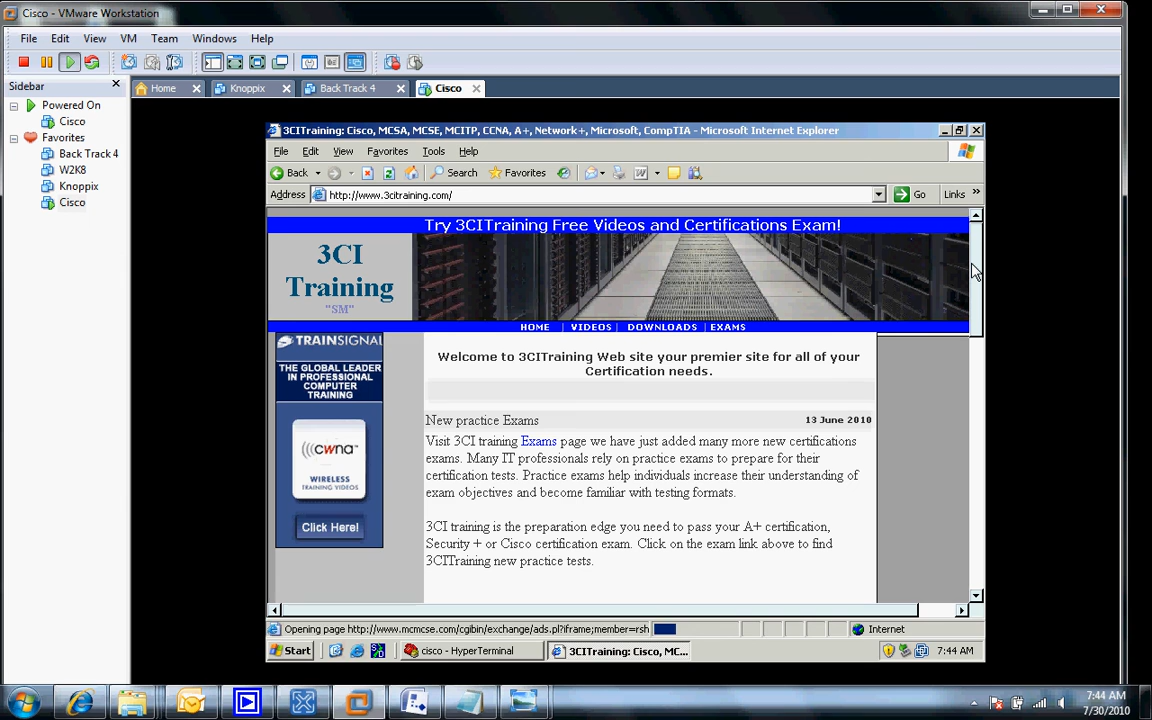 Cisco - VMware Workstation
File Edit View VM Team Windows Help
Sidebar
Home Knoppix Back Track 4 Cisco
Powered On
Cisco
Favorites
Back Track 4
W2K8
Knoppix
Cisco
3CITraining: Cisco, MCSA, MCSE, MCITP, CCNA, A+, Network+, Microsoft, CompTIA - Microsoft Internet Explorer
File Edit View Favorites Tools Help
Back Search Favorites
Address http://www.3citraining.com/ Go Links »
Try 3CITraining Free Videos and Certifications Exam!
3CI
Training
"SM"
HOME | VIDEOS | DOWNLOADS | EXAMS
TRAINSIGNAL
THE GLOBAL LEADER
IN PROFESSIONAL
COMPUTER
TRAINING
cwna
WIRELESS
TRAINING VIDEOS
Click Here!
Welcome to 3CITraining Web site your premier site for all of your
Certification needs.
New practice Exams 13 June 2010
Visit 3CI training Exams page we have just added many more new certifications
exams. Many IT professionals rely on practice exams to prepare for their
certification tests. Practice exams help individuals increase their understanding of
exam objectives and become familiar with testing formats.
3CI training is the preparation edge you need to pass your A+ certification,
Security + or Cisco certification exam. Click on the exam link above to find
3CITraining new practice tests.
Opening page http://www.mcmcse.com/cgibin/exchange/ads.pl?iframe;member=rsh Internet
Start cisco - HyperTerminal 3CITraining: Cisco, MC... 7:44 AM
7:44 AM
7/30/2010